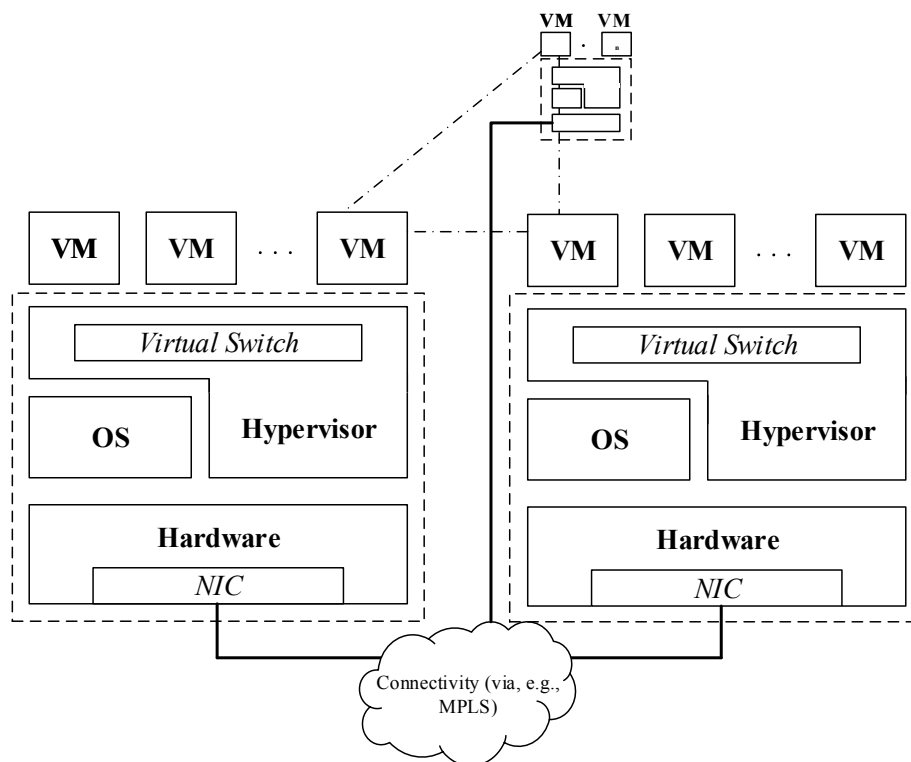 VM VM
. n
VM VM . . . VM
VM VM . . . VM
Virtual Switch
Virtual Switch
OS
Hypervisor
OS
Hypervisor
Hardware
Hardware
NIC
NIC
Connectivity (via, e.g.,
MPLS)